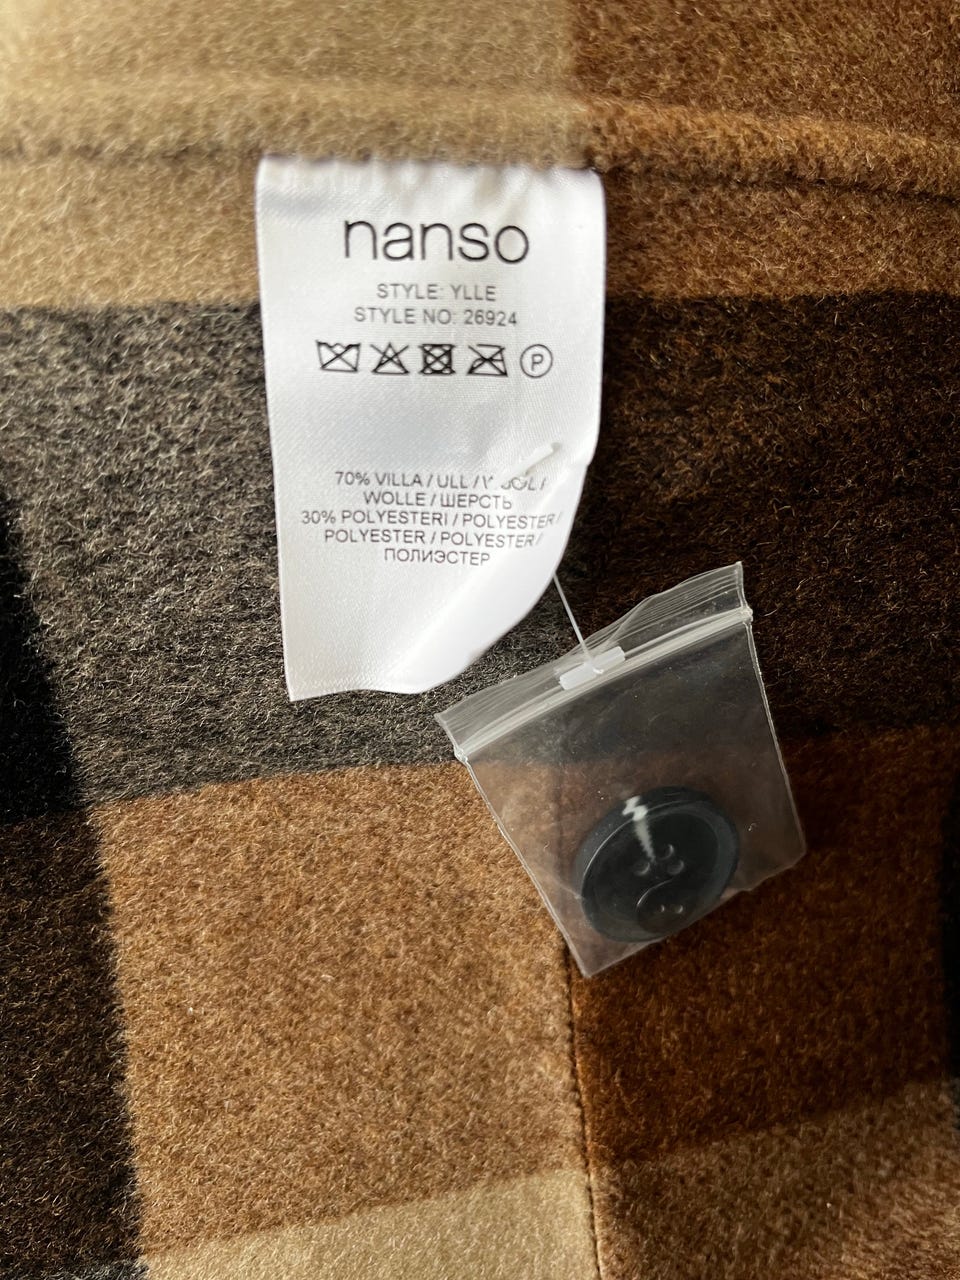 nanso
STYLE: YLLE
STYLE NO: 26924
P
70% VILLA / ULL /
WOLLE / ШЕРСТЬ
30% POLYESTERI / POLYESTER /
POLYESTER / POLYESTER /
ПОЛИЭСТЕР